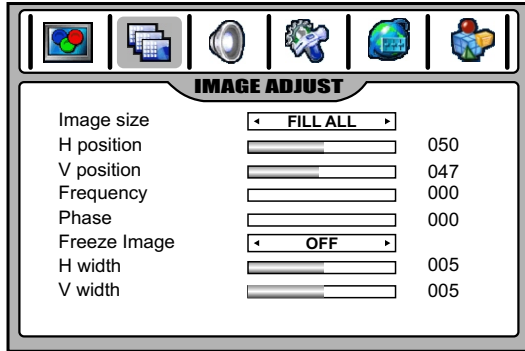 IMAGE ADJUST
Image size FILL ALL
H position 050
V position 047
Frequency 000
Phase 000
Freeze Image OFF
H width 005
V width 005